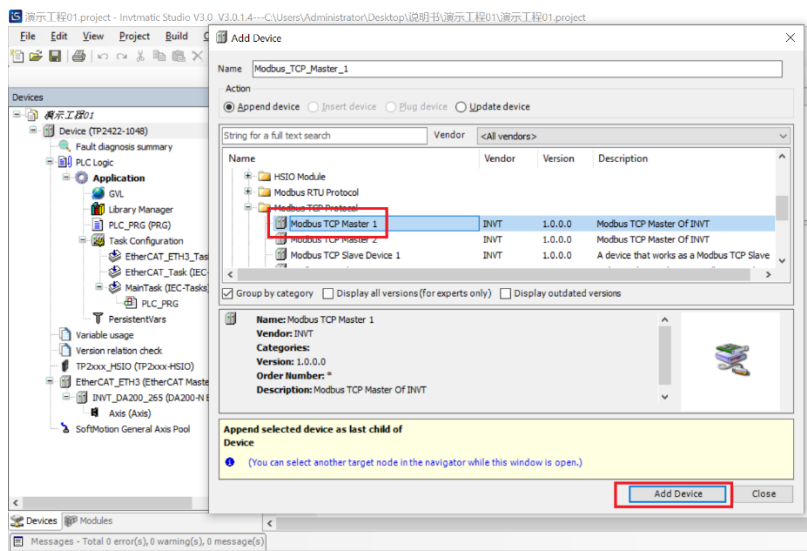 演示工程01.project - Invtmatic Studio V3.0 V3.0.1.4---C:\Users\Administrator\Desktop\说明书\演示工程01\演示工程01.project
File Edit View Project Build
Add Device
Name Modbus_TCP_Master_1
Action
Append device Insert device Plug device Update device
String for a full text search Vendor <All vendors>
Name Vendor Version Description
HSIO Module
Modbus RTU Protocol
Modbus TCP Protocol
Modbus TCP Master 1 INVT 1.0.0.0 Modbus TCP Master Of INVT
Modbus TCP Master 2 INVT 1.0.0.0 Modbus TCP Master Of INVT
Modbus TCP Slave Device 1 INVT 1.0.0.0 A device that works as a Modbus TCP Slave
Group by category Display all versions (for experts only) Display outdated versions
Name: Modbus TCP Master 1
Vendor: INVT
Categories:
Version: 1.0.0.0
Order Number: *
Description: Modbus TCP Master Of INVT
Append selected device as last child of
Device
(You can select another target node in the navigator while this window is open.)
Add Device Close
Devices
演示工程01
Device (TP2422-1048)
Fault diagnosis summary
PLC Logic
Application
GVL
Library Manager
PLC_PRG (PRG)
Task Configuration
EtherCAT_ETH3_Tas
EtherCAT_Task (IEC-
MainTask (IEC-Tasks
PLC_PRG
PersistentVars
Variable usage
Version relation check
TP2xxx_HSIO (TP2xxx-HSIO)
EtherCAT_ETH3 (EtherCAT Maste
INVT_DA200_265 (DA200-N E
Axis (Axis)
SoftMotion General Axis Pool
Devices Modules
Messages - Total 0 error(s), 0 warning(s), 0 message(s)